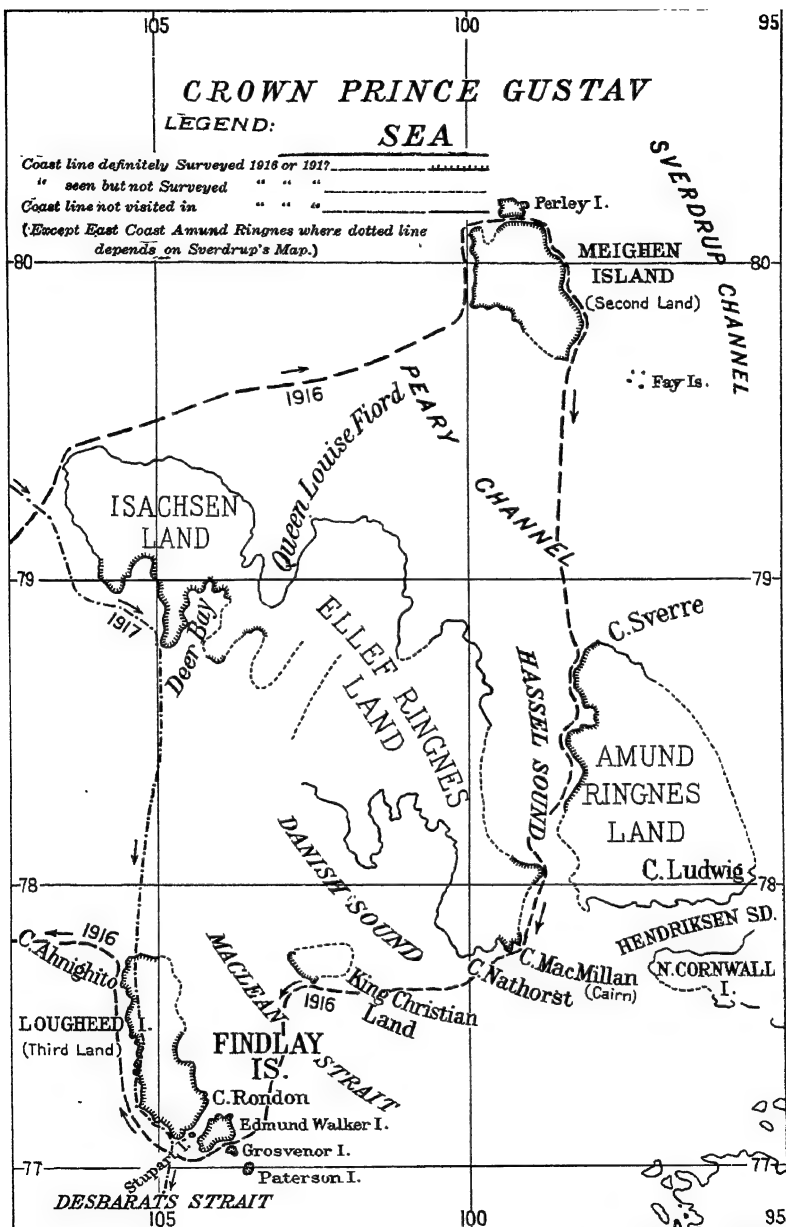 105
100
95
CROWN PRINCE GUSTAV
SEA
LEGEND:
Coast line definitely Surveyed 1916 or 1917
" seen but not Surveyed " " "
Coast line not visited in " " "
(Except East Coast Amund Ringnes where dotted line
depends on Sverdrup's Map.)
SVERDRUP CHANNEL
Perley I.
80
80
MEIGHEN
ISLAND
(Second Land)
Fay Is.
1916
PEARY
CHANNEL
Queen Louise Fiord
ISACHSEN
LAND
79
79
1917
Deer Bay
ELLEF RINGNES
LAND
C. Sverre
HASSEL SOUND
AMUND
RINGNES
LAND
C. Ludwig
78
78
DANISH SOUND
HENDRIKSEN SD.
1916
C. Ahnighito
MACLEAN STRAIT
C. MacMillan
(Cairn)
C. Nathorst
N. CORNWALL
I.
King Christian
Land
1916
LOUGHEED I.
(Third Land)
FINDLAY
IS.
C. Rondon
Edmund Walker I.
Grosvenor I.
Paterson I.
Stupart I.
77
77
DESBARATS STRAIT
105
100
95